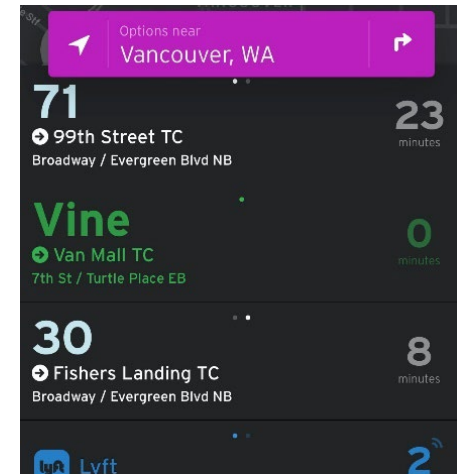 Options near
Vancouver, WA
71
23
99th Street TC
minutes
Broadway / Evergreen Blvd NB
Vine
0
Van Mall TC
minutes
7th St / Turtle Place EB
30
8
Fishers Landing TC
minutes
Broadway / Evergreen Blvd NB
lyft Lyft
2